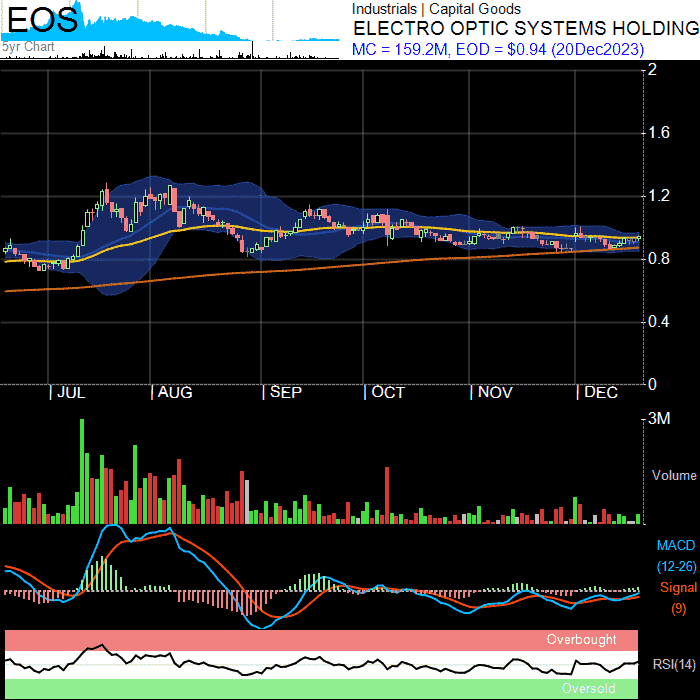 EOS
5yr Chart
Industrials | Capital Goods
ELECTRO OPTIC SYSTEMS HOLDING
MC = 159.2M, EOD = $0.94 (20Dec2023)
2
1.6
1.2
0.8
0.4
0
| JUL | AUG | SEP | OCT | NOV | DEC
3M
Volume
MACD
(12-26)
Signal
(9)
Overbought
RSI(14)
Oversold